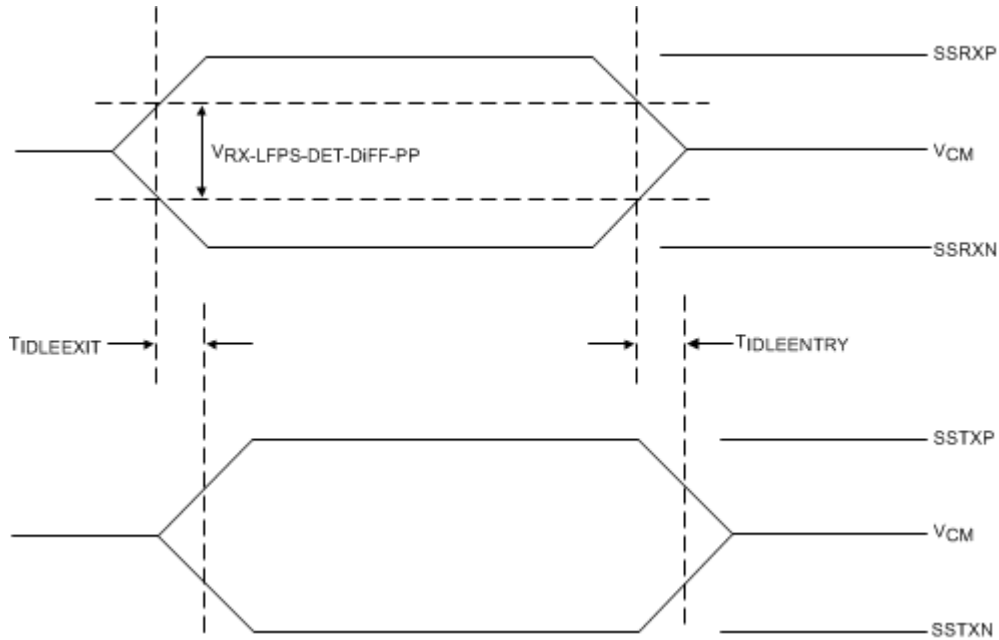 SSRXP
VRX-LFPS-DET-DiFF-PP
VCM
SSRXN
TIDLEEXIT
TIDLEENTRY
SSTXP
VCM
SSTXN